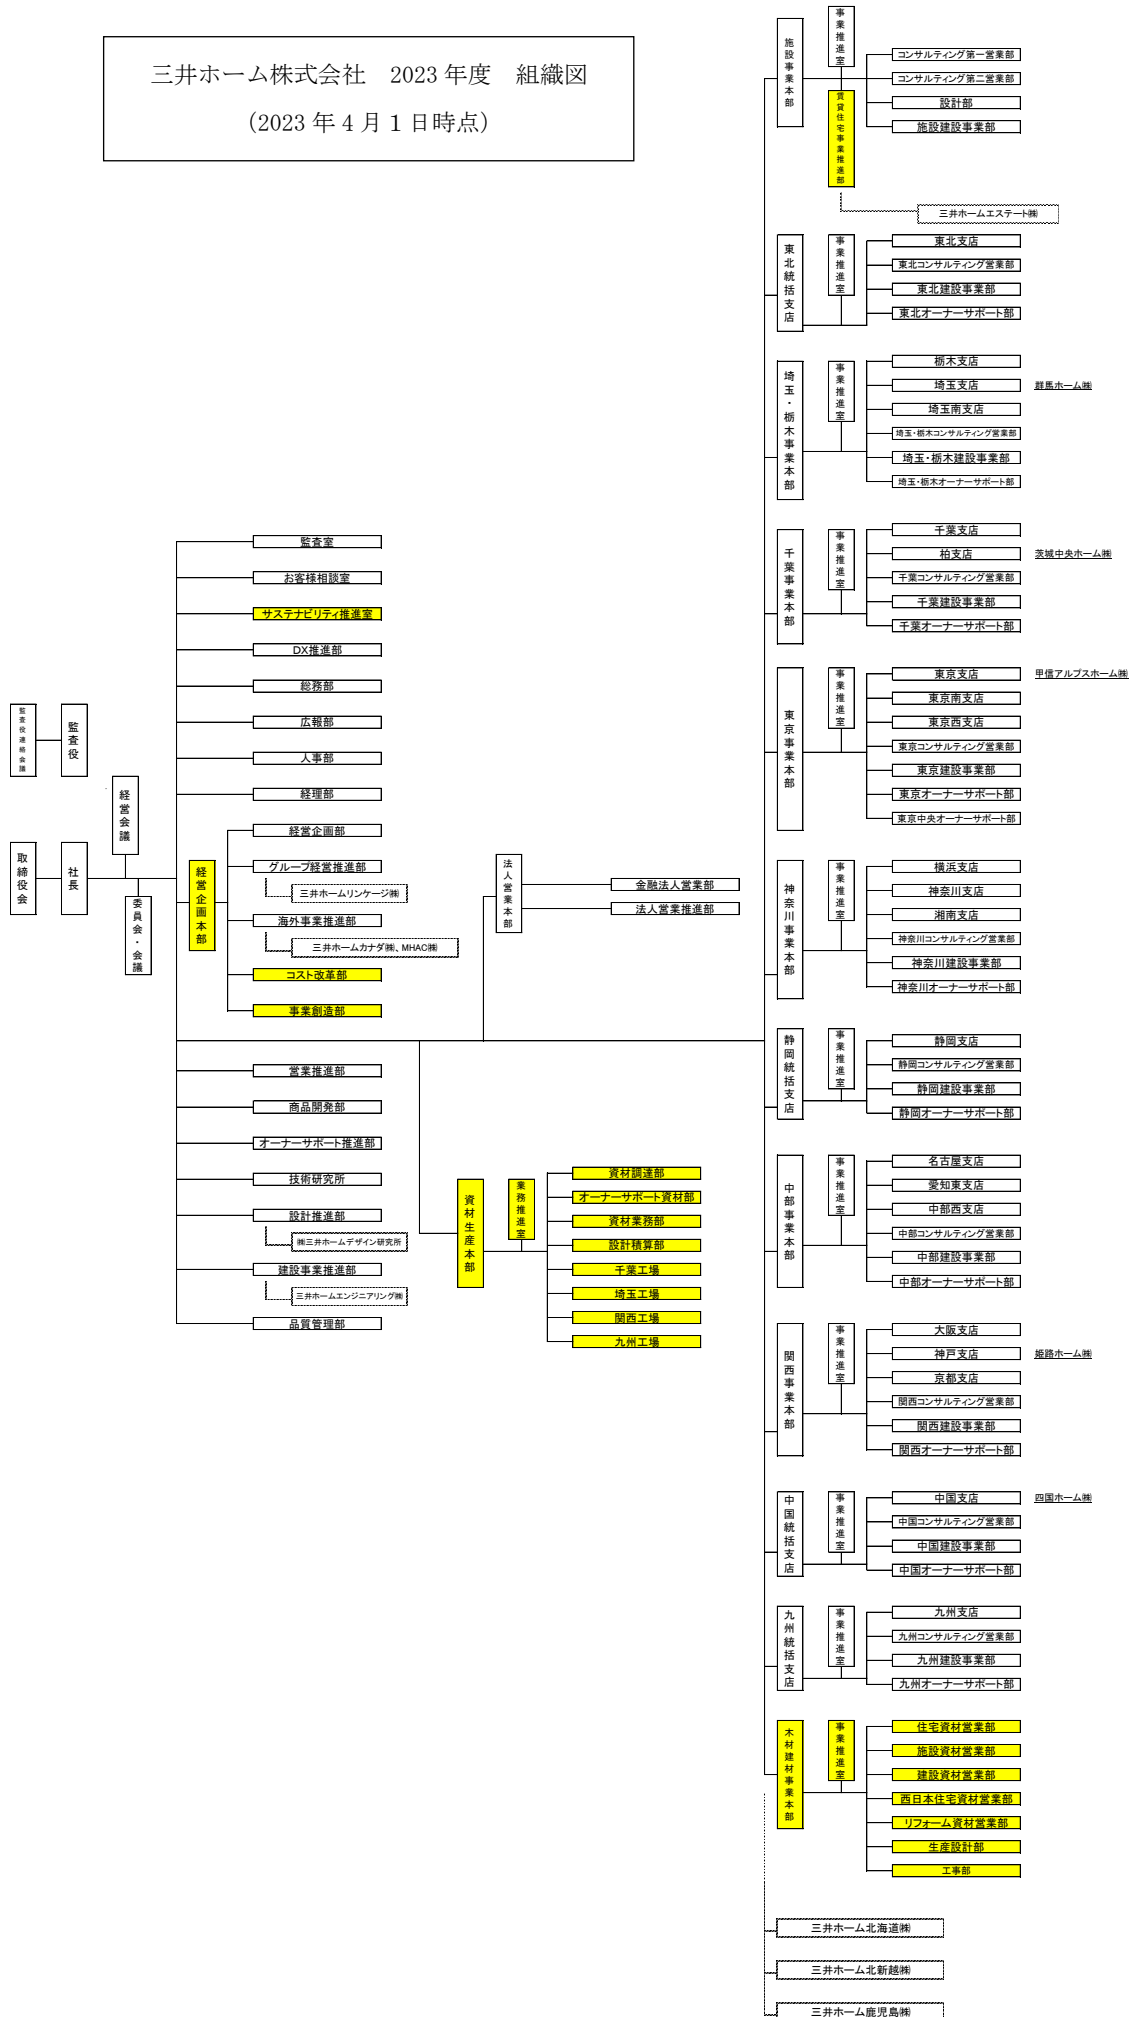 三井ホーム株式会社　2023 年度　組織図
(2023 年 4 月 1 日時点)
監査役連絡会議
監査役
取締役会
社長
経営会議
委員会・会議
監査室
お客様相談室
サステナビリティ推進室
DX推進部
総務部
広報部
人事部
経理部
経営企画本部
経営企画部
グループ経営推進部
三井ホームリンケージ㈱
海外事業推進部
三井ホームカナダ㈱、MHAC㈱
コスト改革部
事業創造部
営業推進部
商品開発部
オーナーサポート推進部
技術研究所
設計推進部
㈱三井ホームデザイン研究所
建設事業推進部
三井ホームエンジニアリング㈱
品質管理部
法人営業本部
金融法人営業部
法人営業推進部
資材生産本部
業務推進室
資材調達部
オーナーサポート資材部
資材業務部
設計積算部
千葉工場
埼玉工場
関西工場
九州工場
施設事業本部
事業推進室
賃貸住宅事業推進部
コンサルティング第一営業部
コンサルティング第二営業部
設計部
施設建設事業部
三井ホームエステート㈱
東北統括支店
事業推進室
東北支店
東北コンサルティング営業部
東北建設事業部
東北オーナーサポート部
埼玉・栃木事業本部
事業推進室
栃木支店
埼玉支店
群馬ホーム㈱
埼玉南支店
埼玉・栃木コンサルティング営業部
埼玉・栃木建設事業部
埼玉・栃木オーナーサポート部
千葉事業本部
事業推進室
千葉支店
柏支店
茨城中央ホーム㈱
千葉コンサルティング営業部
千葉建設事業部
千葉オーナーサポート部
東京事業本部
事業推進室
東京支店
甲信アルプスホーム㈱
東京南支店
東京西支店
東京コンサルティング営業部
東京建設事業部
東京オーナーサポート部
東京中央オーナーサポート部
神奈川事業本部
事業推進室
横浜支店
神奈川支店
湘南支店
神奈川コンサルティング営業部
神奈川建設事業部
神奈川オーナーサポート部
静岡統括支店
事業推進室
静岡支店
静岡コンサルティング営業部
静岡建設事業部
静岡オーナーサポート部
中部事業本部
事業推進室
名古屋支店
愛知東支店
中部西支店
中部コンサルティング営業部
中部建設事業部
中部オーナーサポート部
関西事業本部
事業推進室
大阪支店
神戸支店
姫路ホーム㈱
京都支店
関西コンサルティング営業部
関西建設事業部
関西オーナーサポート部
中国統括支店
事業推進室
中国支店
四国ホーム㈱
中国コンサルティング営業部
中国建設事業部
中国オーナーサポート部
九州統括支店
事業推進室
九州支店
九州コンサルティング営業部
九州建設事業部
九州オーナーサポート部
木材建材事業本部
事業推進室
住宅資材営業部
施設資材営業部
建設資材営業部
西日本住宅資材営業部
リフォーム資材営業部
生産設計部
工事部
三井ホーム北海道㈱
三井ホーム北新越㈱
三井ホーム鹿児島㈱